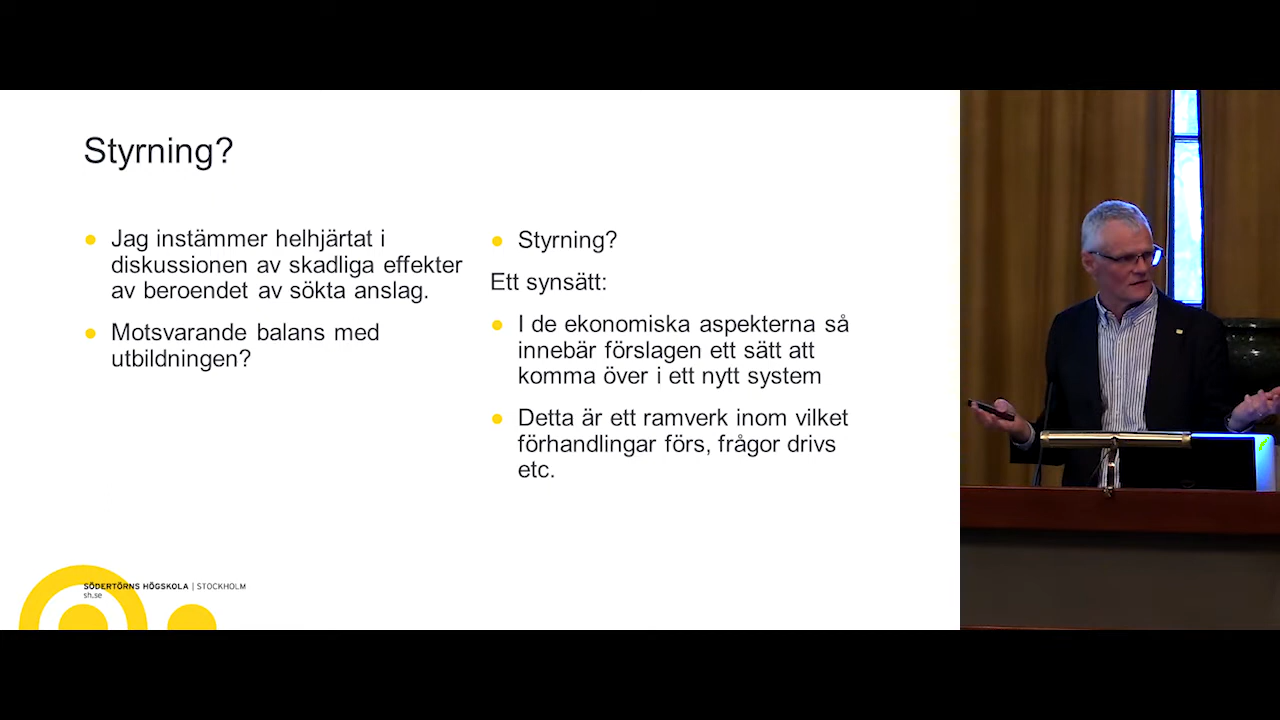 Styrning?
● Jag instämmer helhjärtat i
diskussionen av skadliga effekter
av beroendet av sökta anslag.
● Motsvarande balans med
utbildningen?
● Styrning?
Ett synsätt:
● I de ekonomiska aspekterna så
innebär förslagen ett sätt att
komma över i ett nytt system
● Detta är ett ramverk inom vilket
förhandlingar förs, frågor drivs
etc.
SÖDERTÖRNS HÖGSKOLA | STOCKHOLM
sh.se